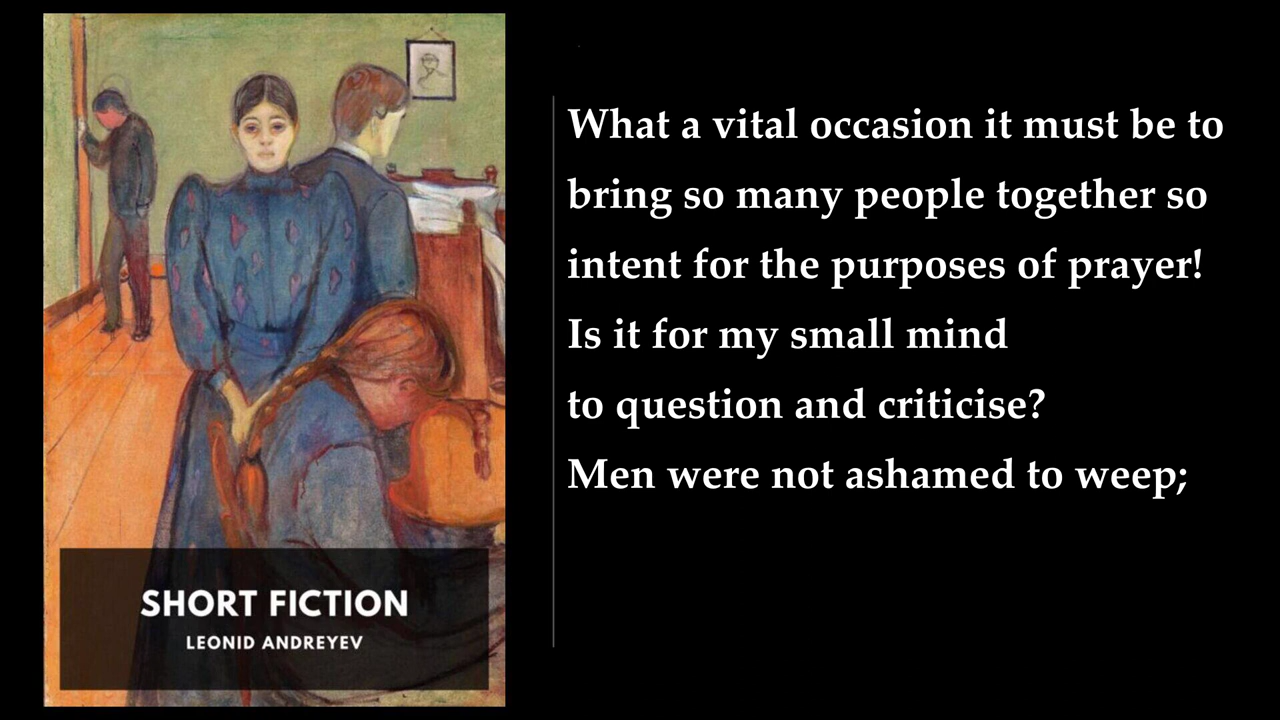 SHORT FICTION
LEONID ANDREYEV
What a vital occasion it must be to
bring so many people together so
intent for the purposes of prayer!
Is it for my small mind
to question and criticise?
Men were not ashamed to weep;